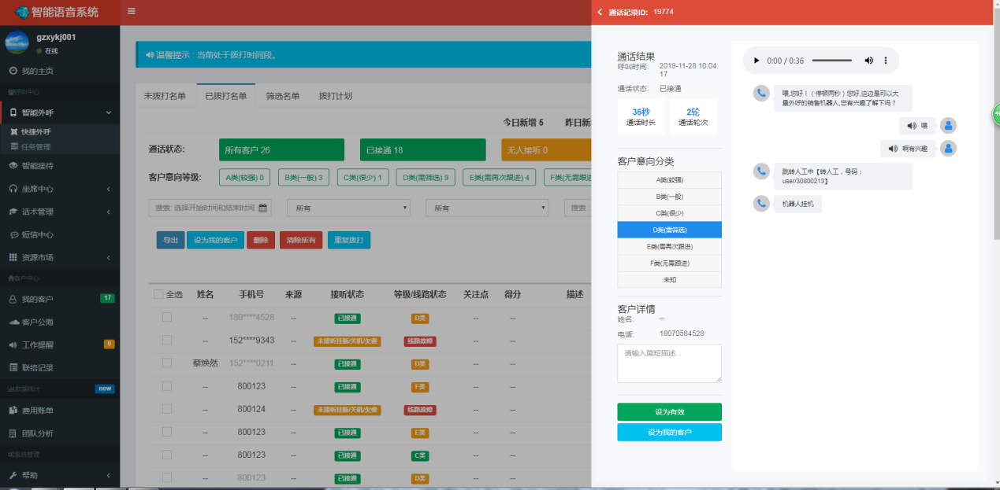 智能语音系统
gzxykj001
在线
我的主页
呼叫中心
智能外呼
快捷外呼
任务管理
智能接待
坐席中心
话术管理
短信中心
资源市场
客户中心
我的客户 17
客户公海
工作提醒 0
联络记录
数据统计 new
费用账单
团队分析
系统管理
帮助
温馨提示：当前处于拨打时间段。
未拨打名单 已拨打名单 筛选名单 拨打计划
今日新增 5 昨日新
通话状态: 所有客户 26 已接通 18 无人接听 0
客户意向等级: A类(较强) 0 B类(一般) 3 C类(很少) 1 D类(需筛选) 9 E类(需再次跟进) 4 F类(无需跟进
搜索: 选择开始时间和结束时间 所有 所有 搜索:
导出 设为我的客户 删除 清除所有 重复拨打
全选 姓名 手机号 来源 接听状态 等级/线路状态 关注点 得分 描述
-- 180****4528 -- 已接通 D类 -- --
-- 152****9343 -- 未接听挂断/关机/欠费 线路故障 -- --
蔡焕然 152****0211 -- 已接通 D类 -- --
-- 800123 -- 已接通 F类 -- --
-- 800124 -- 未接听挂断/关机/欠费 线路故障 -- --
-- 800123 -- 已接通 E类 -- --
-- 800123 -- 已接通 C类 -- --
-- 800123 -- 已接通 D类 -- --
通话记录ID: 19774
通话结果
呼叫时间: 2019-11-28 10:04:
17
通话状态: 已接通
36秒 2轮
通话时长 通话轮次
客户意向分类
A类(较强)
B类(一般)
C类(很少)
D类(需筛选)
E类(需再次跟进)
F类(无需跟进)
未知
客户详情
姓名: --
电话: 18070584528
请输入简短描述...
设为有效
设为我的客户
0:00 / 0:36
喂,您好！（停顿两秒）您好,这边是可以大
量外呼的销售机器人,您有兴趣了解下吗？
喂
啊有兴趣
跳转人工中【转人工，号码：
user/30800213】
机器人挂机